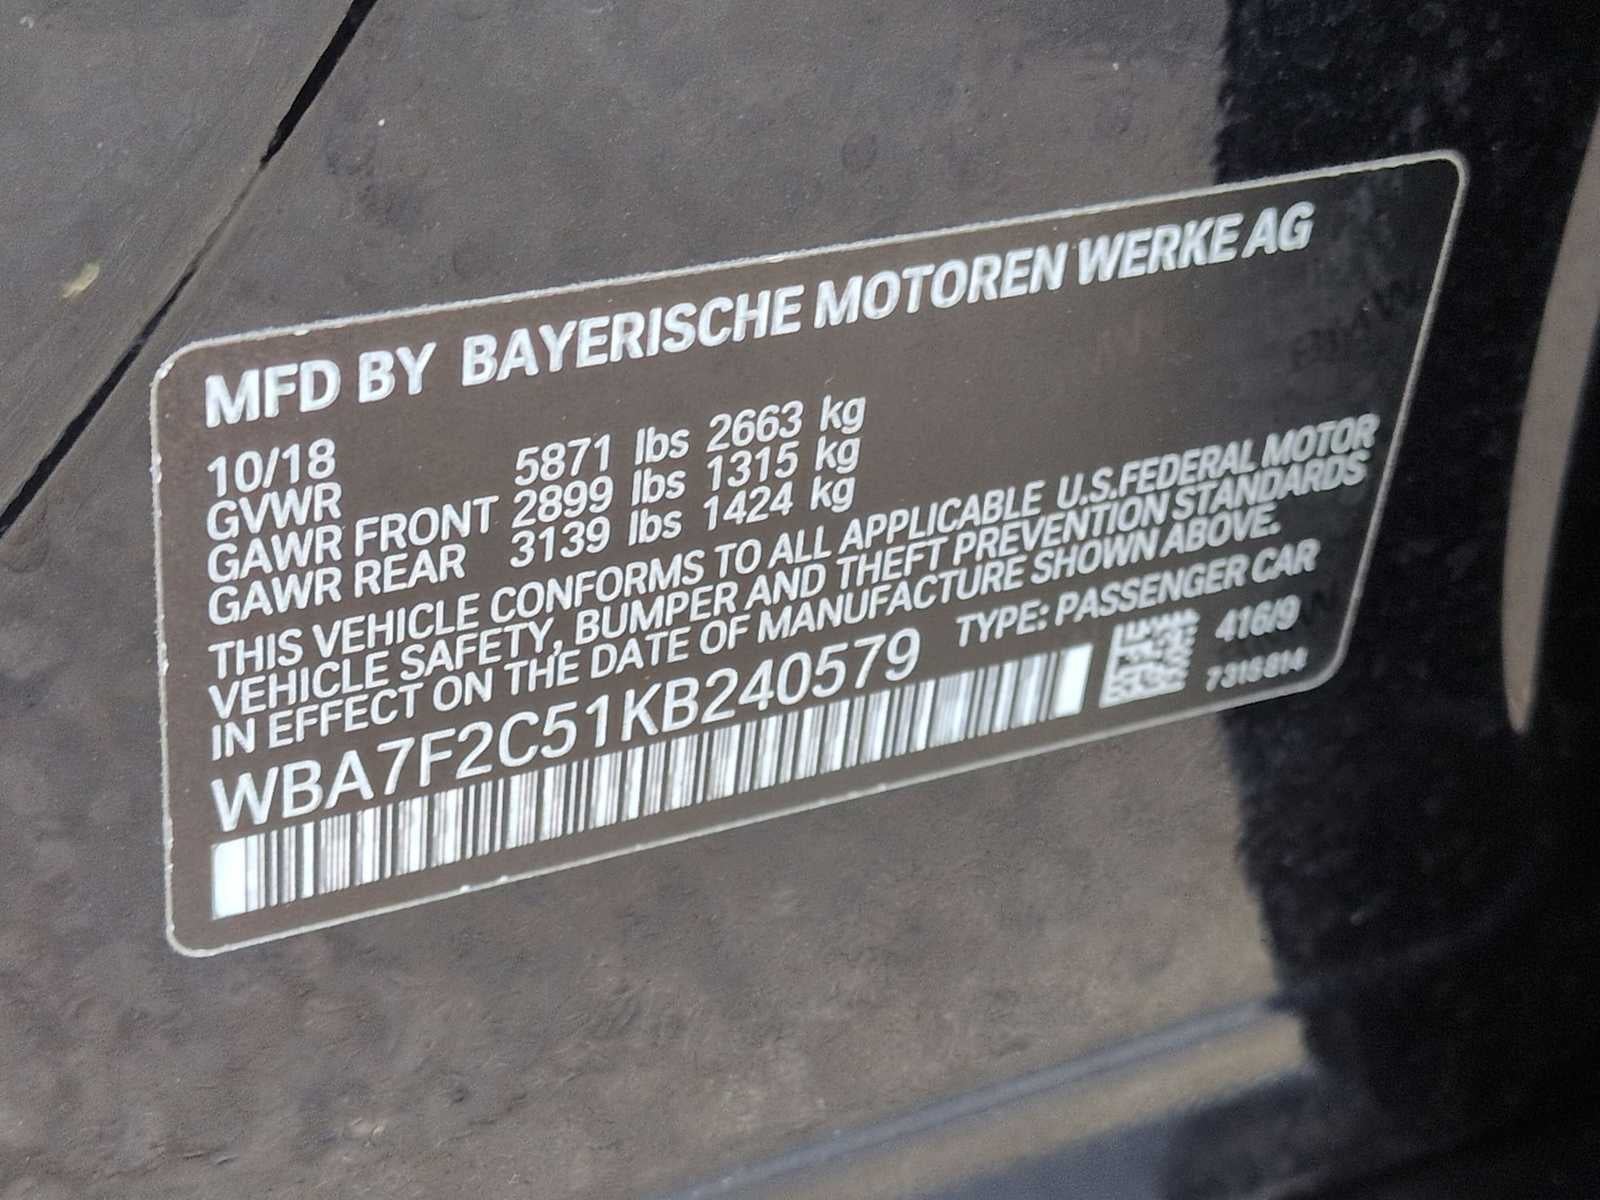 MFD BY BAYERISCHE MOTOREN WERKE AG
10/18
GVWR 5871 lbs 2663 kg
GAWR FRONT 2899 lbs 1315 kg
GAWR REAR 3139 lbs 1424 kg
THIS VEHICLE CONFORMS TO ALL APPLICABLE U.S.FEDERAL MOTOR
VEHICLE SAFETY, BUMPER AND THEFT PREVENTION STANDARDS
IN EFFECT ON THE DATE OF MANUFACTURE SHOWN ABOVE.
WBA7F2C51KB240579 TYPE: PASSENGER CAR
416/9
7315814